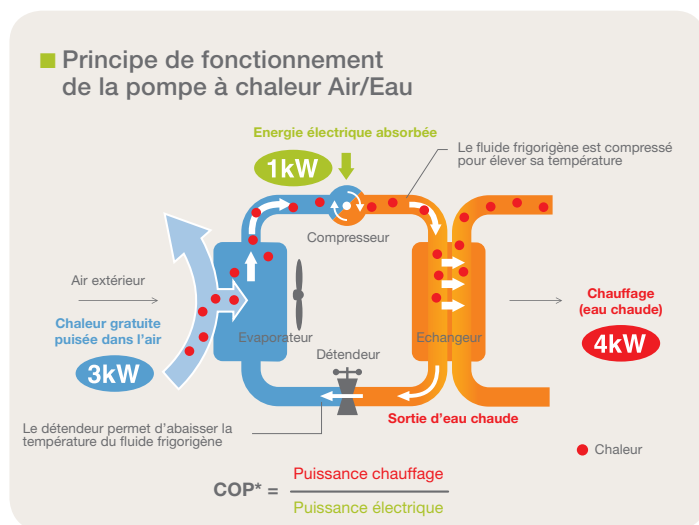 Principe de fonctionnement
de la pompe à chaleur Air/Eau
Energie électrique absorbée
1kW
Le fluide frigorigène est compressé
pour élever sa température
Compresseur
Air extérieur
Chaleur gratuite
puisée dans l'air
3kW
Evaporateur
Détendeur
Echangeur
Chauffage
(eau chaude)
4kW
Sortie d'eau chaude
Le détendeur permet d'abaisser la
température du fluide frigorigène
Chaleur
COP* =
Puissance chauffage
Puissance électrique